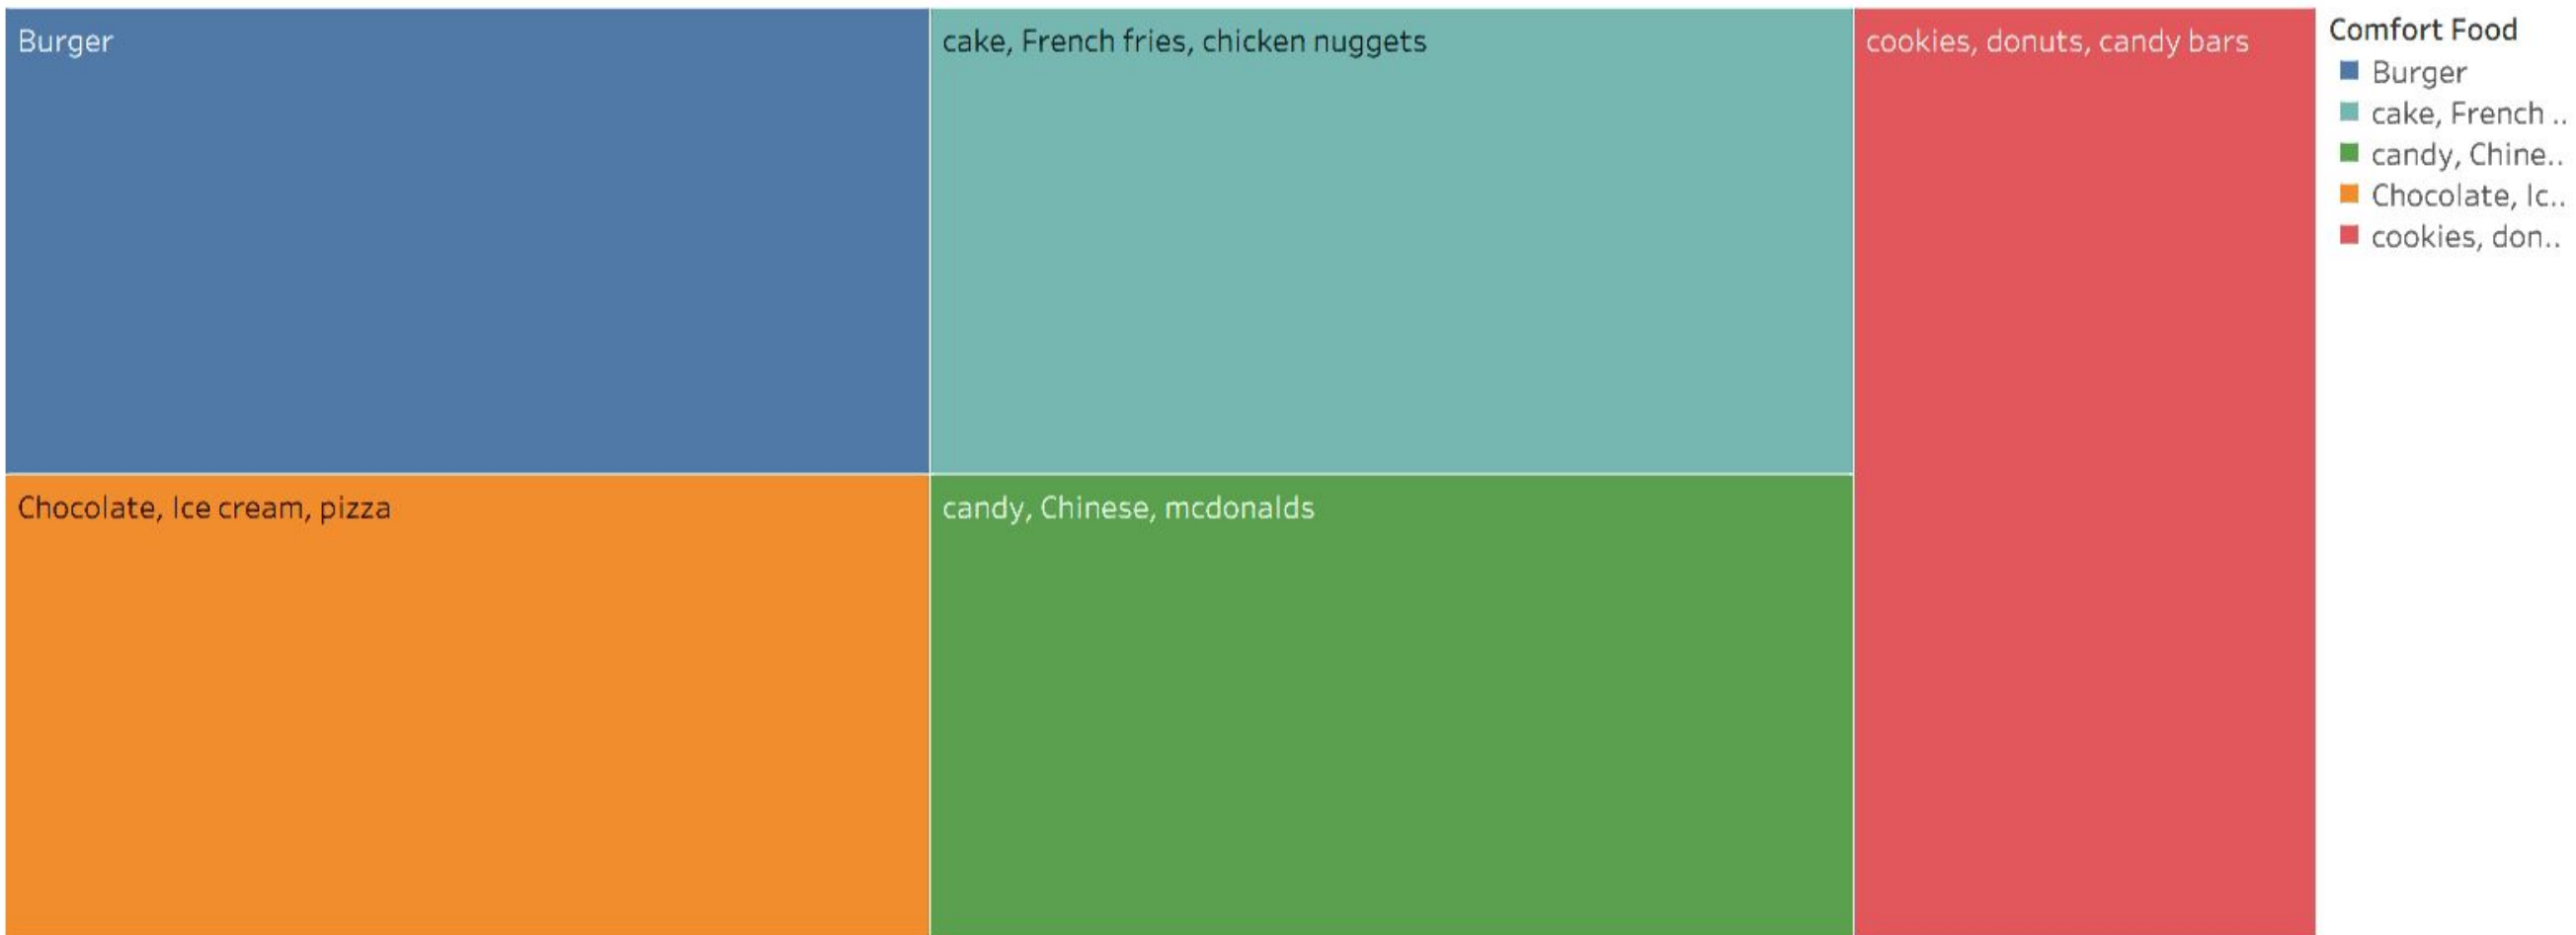 Burger
cake, French fries, chicken nuggets
cookies, donuts, candy bars
Chocolate, Ice cream, pizza
candy, Chinese, mcdonalds
Comfort Food
Burger
cake, French ..
candy, Chine..
Chocolate, Ic..
cookies, don..